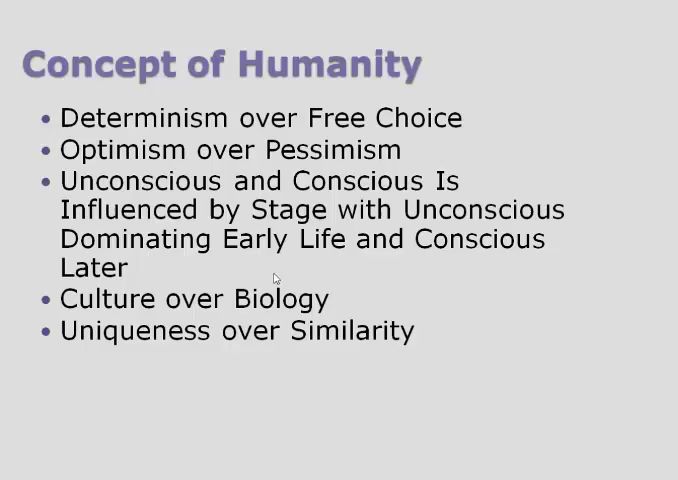 Concept of Humanity
• Determinism over Free Choice
• Optimism over Pessimism
• Unconscious and Conscious Is
Influenced by Stage with Unconscious
Dominating Early Life and Conscious
Later
• Culture over Biology
• Uniqueness over Similarity